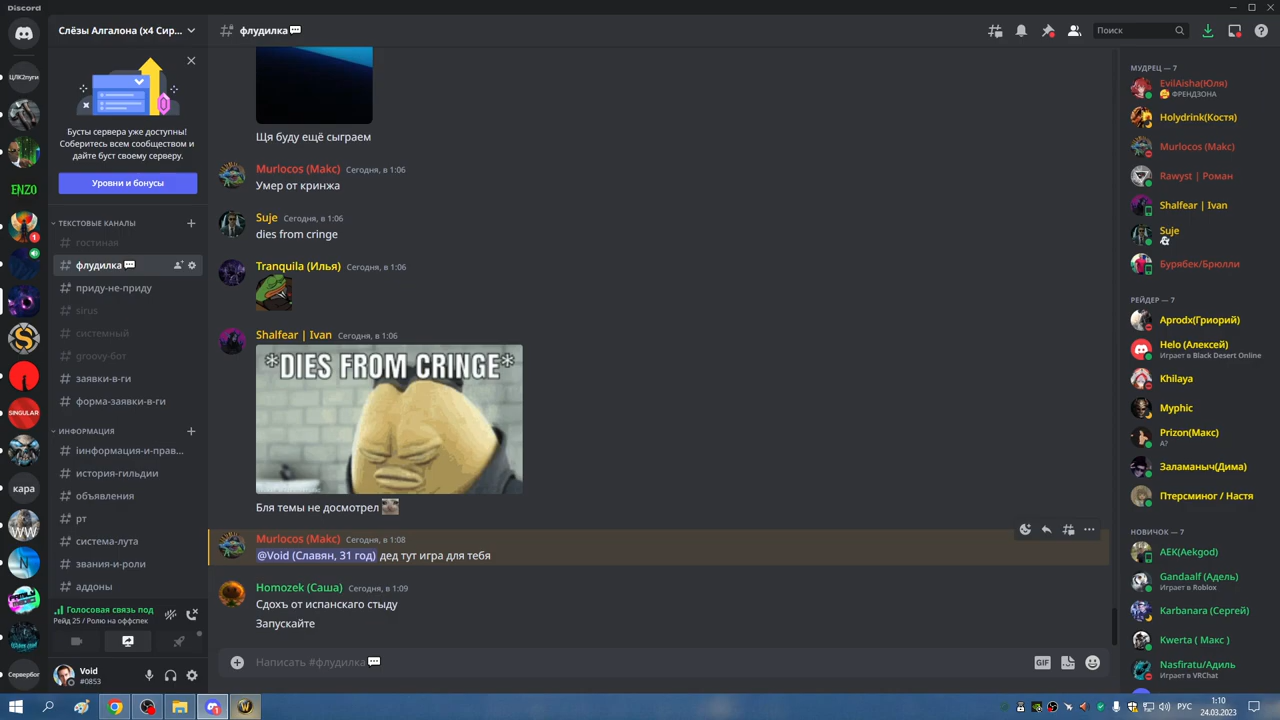 Discord
Слёзы Алгалона (x4 Сир...
флудилка
Поиск
ЦЛК2пуги
ENZO
1
SINGULAR
кара
WW
N
Сервербог
Бусты сервера уже доступны!
Соберитесь всем сообществом и
дайте буст своему серверу.
Уровни и бонусы
ТЕКСТОВЫЕ КАНАЛЫ
гостиная
флудилка
приду-не-приду
sirus
системный
groovy-бот
заявки-в-ги
форма-заявки-в-ги
ИНФОРМАЦИЯ
іинформация-и-прав...
история-гильдии
объявления
рт
система-лута
звания-и-роли
аддоны
Голосовая связь под
Рейд 25 / Ролю на оффспек
Void
#0853
Щя буду ещё сыграем
Murlocos (Макс) Сегодня, в 1:06
Умер от кринжа
Suje Сегодня, в 1:06
dies from cringe
Tranquila (Илья) Сегодня, в 1:06
Shalfear | Ivan Сегодня, в 1:06
*DIES FROM CRINGE*
Бля темы не досмотрел
Murlocos (Макс) Сегодня, в 1:08
@Void (Славян, 31 год) дед тут игра для тебя
Homozek (Саша) Сегодня, в 1:09
Сдохъ от испанскаго стыду
Запускайте
Написать #флудилка
GIF
МУДРЕЦ — 7
EvilAisha(Юля)
ФРЕНДЗОНА
Holydrink(Костя)
Murlocos (Макс)
Rawyst | Роман
Shalfear | Ivan
Suje
Бурябек/Брюлли
РЕЙДЕР — 7
Aprodx(Гриорий)
Helo (Алексей)
Играет в Black Desert Online
Khilaya
Myphic
Prizon(Макс)
А?
Заламаныч(Дима)
Птерсминог / Настя
НОВИЧОК — 7
AEK(Aekgod)
Gandaalf (Адель)
Играет в Roblox
Karbanara (Сергей)
Kwerta ( Макс )
Nasfiratu/Адиль
Играет в VRChat
РУС
1:10
24.03.2023